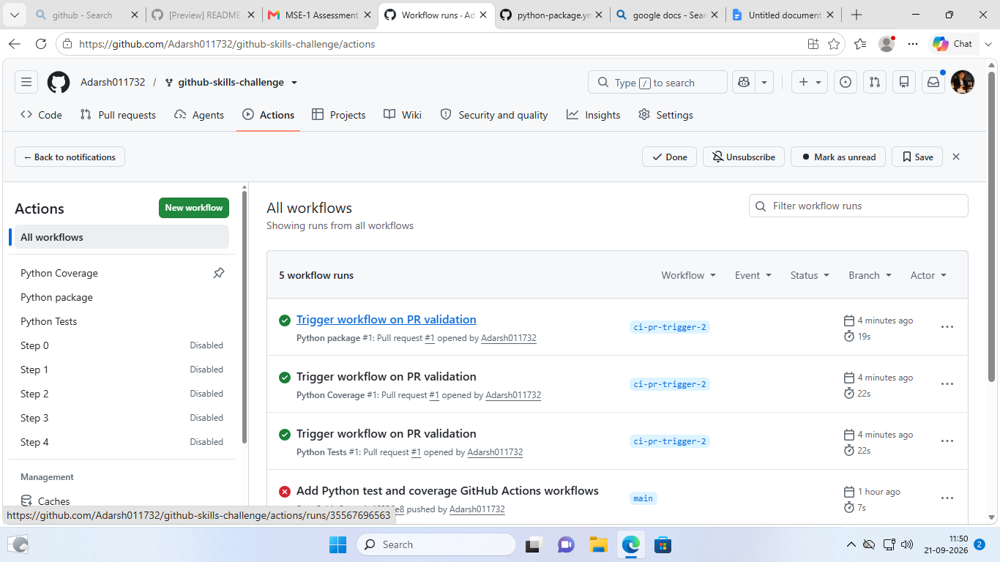 github - Search
[Preview] README.
MSE-1 Assessment
Workflow runs · Ad
python-package.ym
google docs - Sear
Untitled document
https://github.com/Adarsh011732/github-skills-challenge/actions
Chat
Adarsh011732 / github-skills-challenge
Type / to search
Code
Pull requests
Agents
Actions
Projects
Wiki
Security and quality
Insights
Settings
← Back to notifications
Done
Unsubscribe
Mark as unread
Save
Actions
New workflow
All workflows
Python Coverage
Python package
Python Tests
Step 0 Disabled
Step 1 Disabled
Step 2 Disabled
Step 3 Disabled
Step 4 Disabled
Management
Caches
All workflows
Showing runs from all workflows
Filter workflow runs
5 workflow runs
Workflow
Event
Status
Branch
Actor
Trigger workflow on PR validation
Python package #1: Pull request #1 opened by Adarsh011732
ci-pr-trigger-2
4 minutes ago
19s
Trigger workflow on PR validation
Python Coverage #1: Pull request #1 opened by Adarsh011732
ci-pr-trigger-2
4 minutes ago
22s
Trigger workflow on PR validation
Python Tests #1: Pull request #1 opened by Adarsh011732
ci-pr-trigger-2
4 minutes ago
22s
Add Python test and coverage GitHub Actions workflows
pushed by Adarsh011732
main
1 hour ago
7s
https://github.com/Adarsh011732/github-skills-challenge/actions/runs/35567696563
Search
11:50
21-09-2026
2